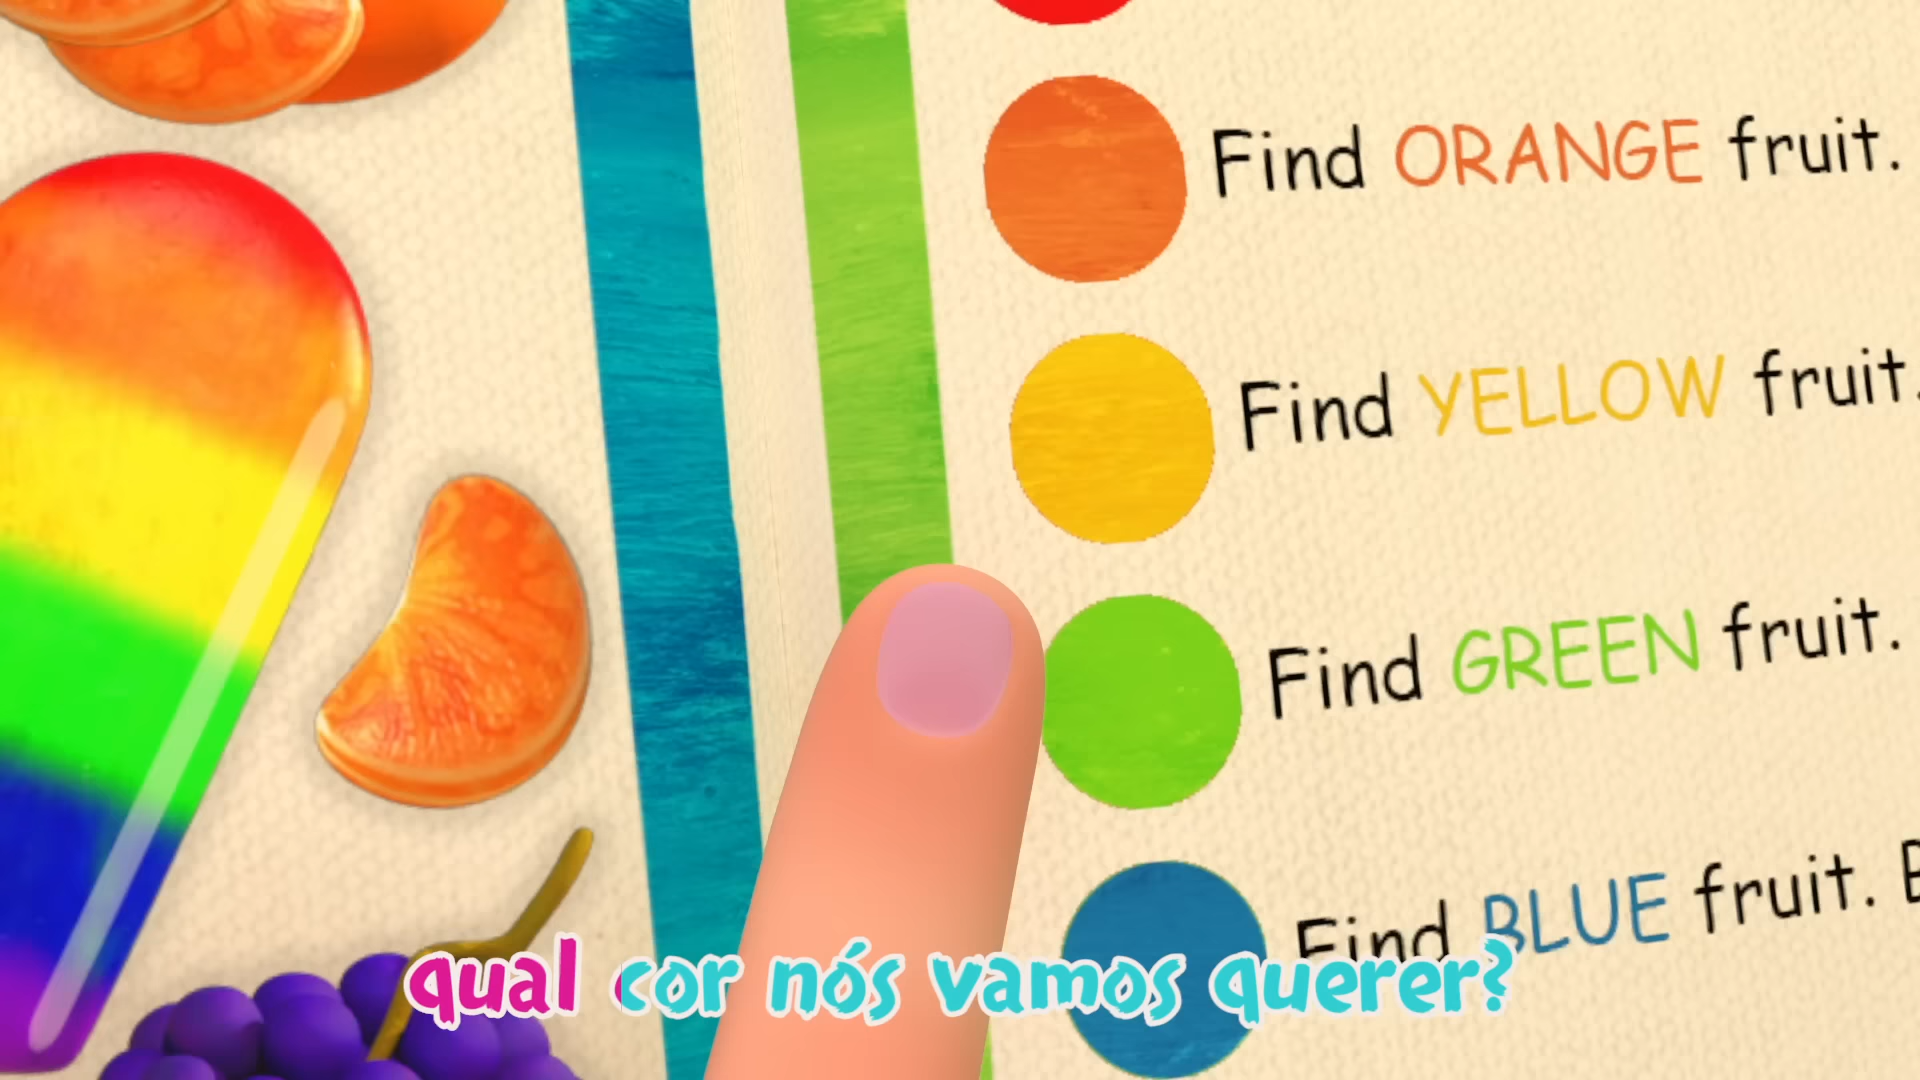 Find ORANGE fruit.
Find YELLOW fruit.
Find GREEN fruit.
Find BLUE fruit.
qual cor nós vamos querer?